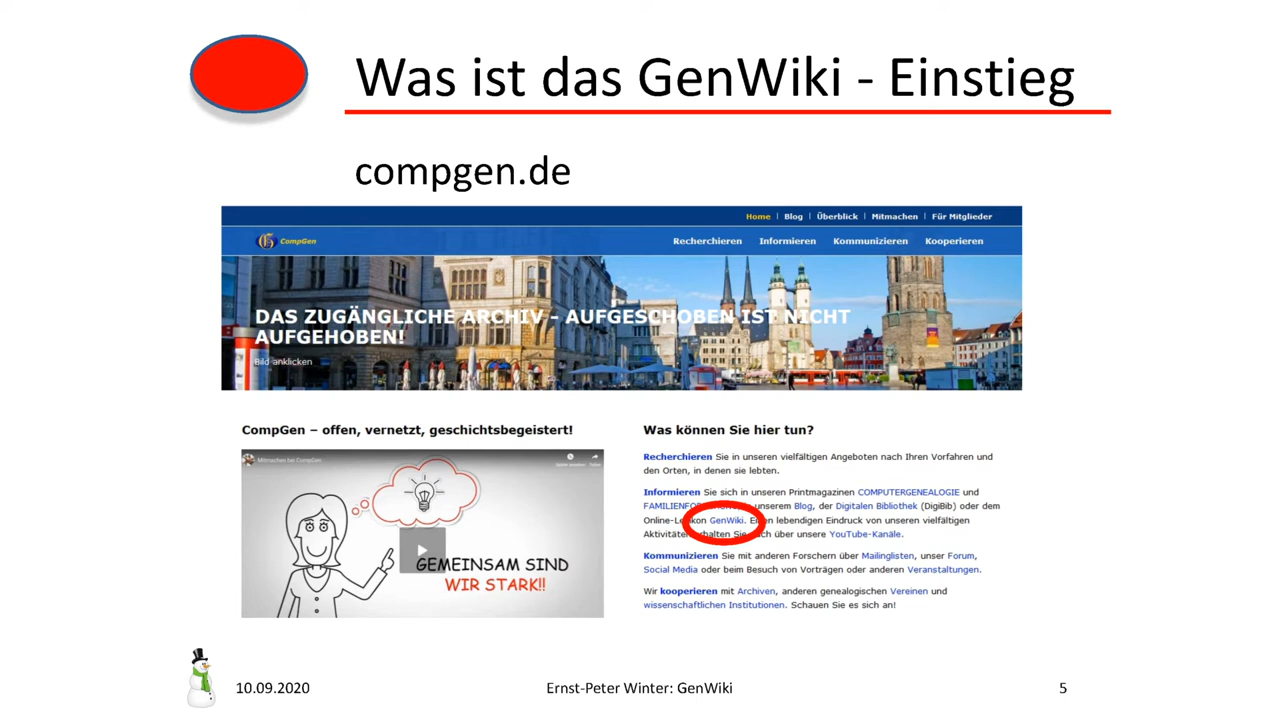 Was ist das GenWiki - Einstieg
compgen.de
Home | Blog | Überblick | Mitmachen | Für Mitglieder
CompGen
Recherchieren Informieren Kommunizieren Kooperieren
DAS ZUGÄNGLICHE ARCHIV – AUFGESCHOBEN IST NICHT
AUFGEHOBEN!
Bild anklicken
CompGen – offen, vernetzt, geschichtsbegeistert!
Mitmachen bei CompGen
GEMEINSAM SIND
WIR STARK!!
Was können Sie hier tun?
Recherchieren Sie in unseren vielfältigen Angeboten nach Ihren Vorfahren und
den Orten, in denen sie lebten.
Informieren Sie sich in unseren Printmagazinen COMPUTERGENEALOGIE und
unserem Blog, der Digitalen Bibliothek (DigiBib) oder dem
GenWiki. lebendigen Eindruck von unseren vielfältigen
Sie über unsere YouTube-Kanäle.
Kommunizieren Sie mit anderen Forschern über Mailinglisten, unser Forum,
Social Media oder beim Besuch von Vorträgen oder anderen Veranstaltungen.
Wir kooperieren mit Archiven, anderen genealogischen Vereinen und
wissenschaftlichen Institutionen. Schauen Sie es sich an!
10.09.2020
Ernst-Peter Winter: GenWiki
5